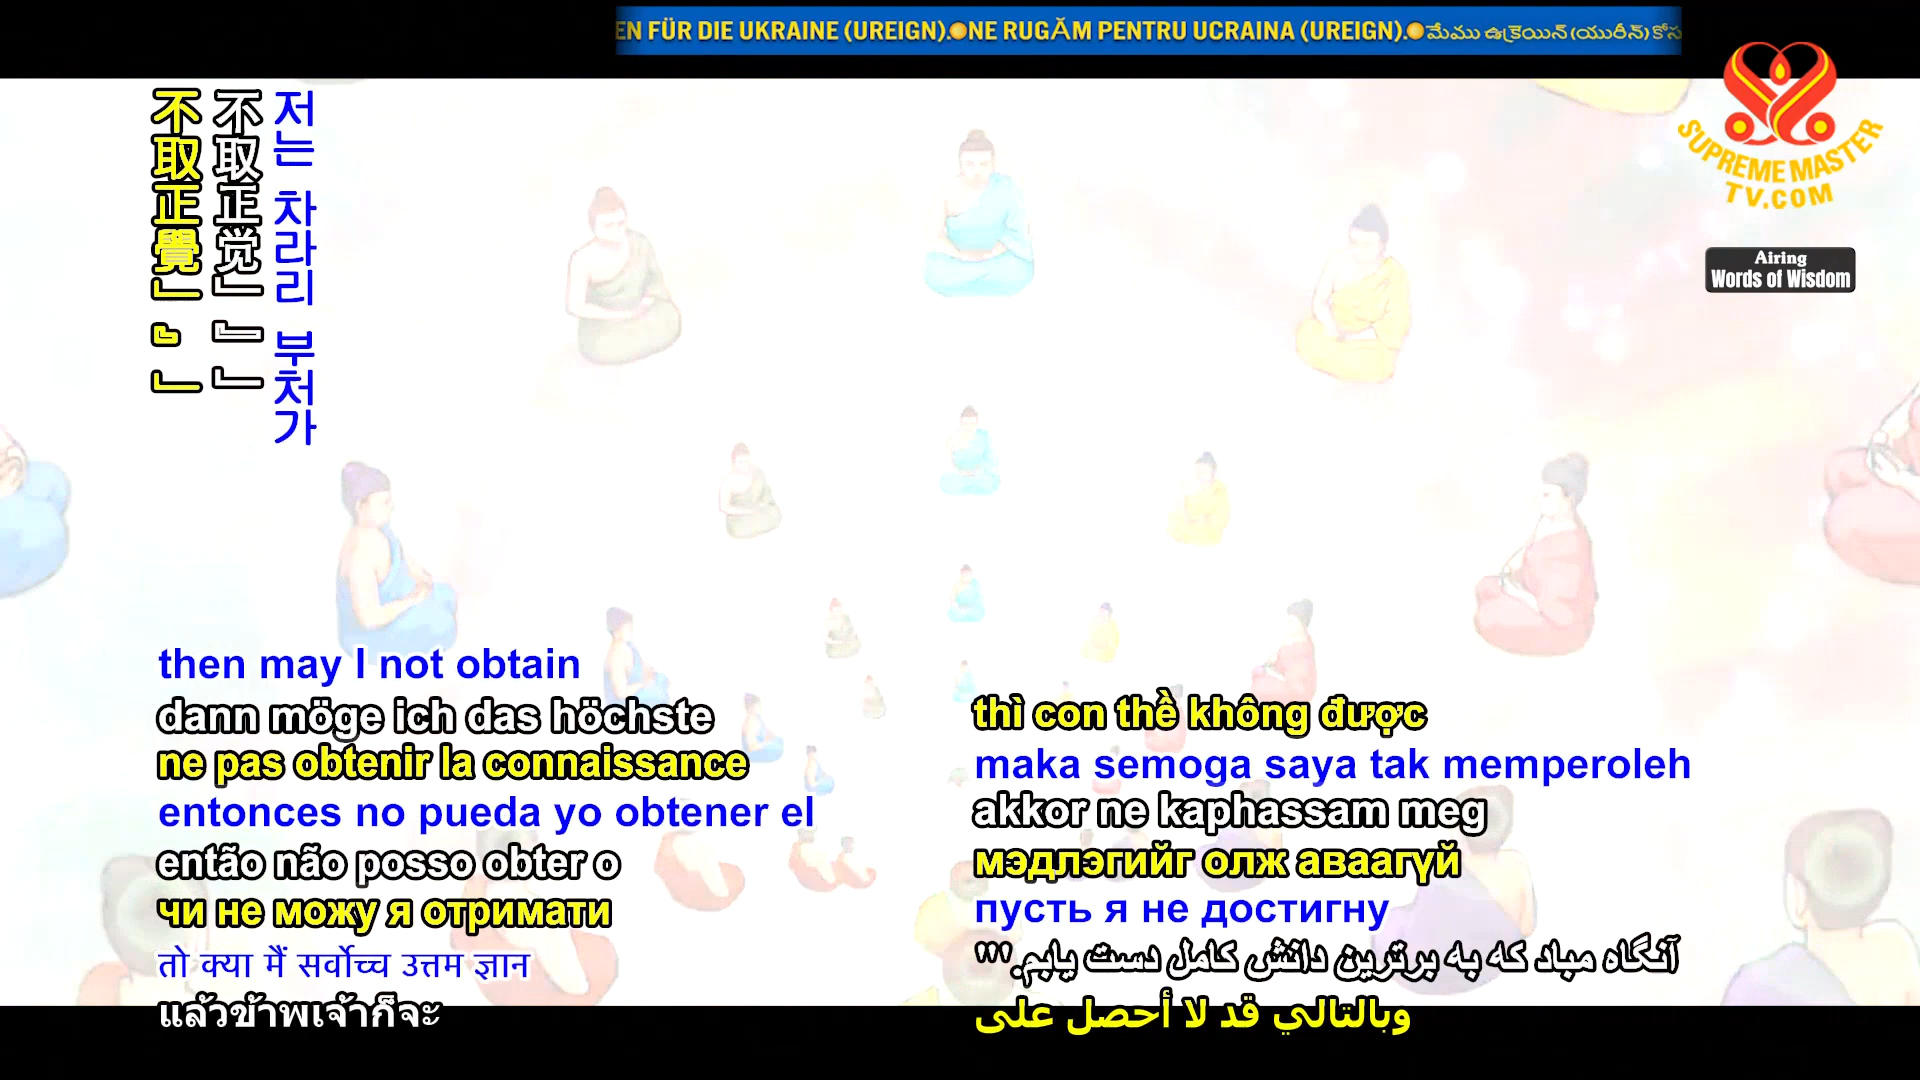 EN FÜR DIE UKRAINE (UREIGN).NE RUGĂM PENTRU UCRAINA (UREIGN).మేము ఉక్రెయిన్ (యురీన్) కోస
SUPREME MASTER
TV.COM
Airing
Words of Wisdom
저는 차라리 부처가
不取正觉」』」
不取正覺」』」
then may I not obtain
dann möge ich das höchste
ne pas obtenir la connaissance
entonces no pueda yo obtener el
então não posso obter o
чи не можу я отримати
तो क्या मैं सर्वोच्च उत्तम ज्ञान
แล้วข้าพเจ้าก็จะ
thì con thề không được
maka semoga saya tak memperoleh
akkor ne kaphassam meg
мэдлэгийг олж аваагүй
пусть я не достигну
آنگاه مباد که به برترین دانش کامل دست یابم.'"
وبالتالي قد لا أحصل على